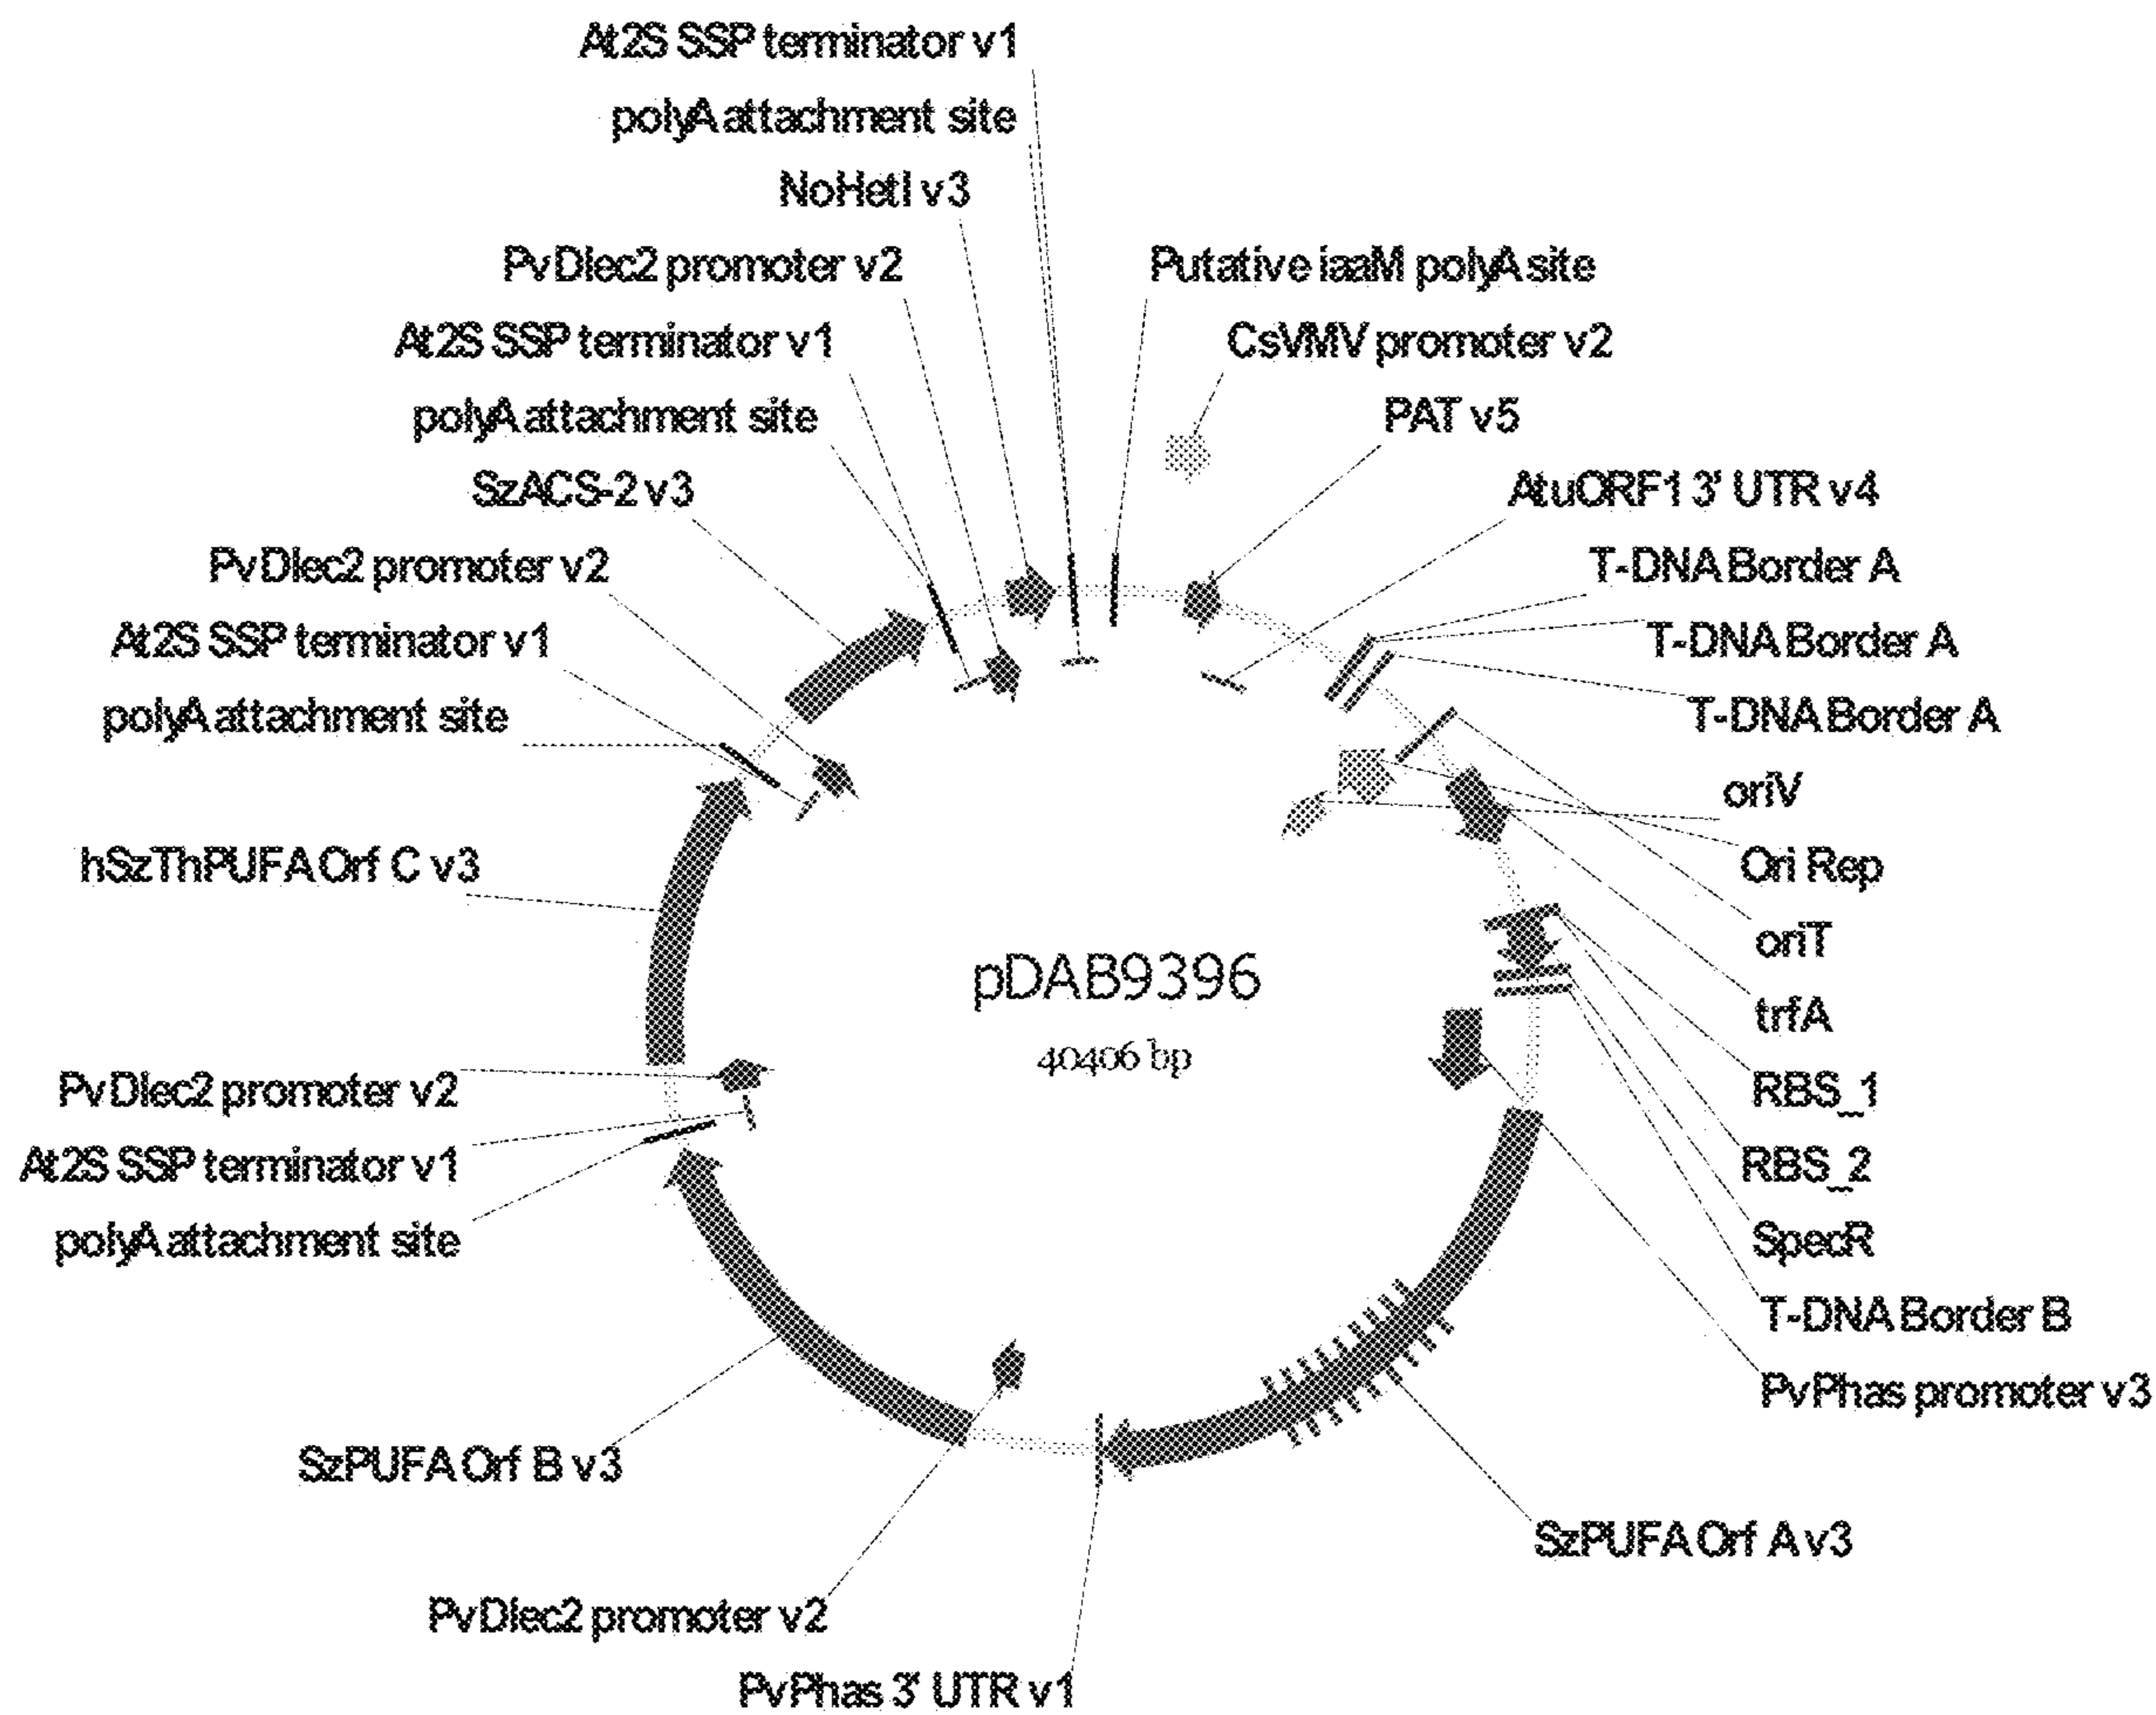 At2S SSP terminator v1
polyA attachment site
NoHetI v3
PvDlec2 promoter v2
At2S SSP terminator v1
polyA attachment site
SzACS-2 v3
PvDlec2 promoter v2
At2S SSP terminator v1
polyA attachment site
hSzThPUFA Orf C v3
PvDlec2 promoter v2
At2S SSP terminator v1
polyA attachment site
SzPUFA Orf B v3
PvDlec2 promoter v2
PvPhas 3' UTR v1
Putative iaaM polyA site
CsVMV promoter v2
PAT v5
AtuORF1 3' UTR v4
T-DNA Border A
T-DNA Border A
T-DNA Border A
oriV
Ori Rep
oriT
trfA
RBS_1
RBS_2
SpecR
T-DNA Border B
PvPhas promoter v3
SzPUFA Orf A v3
pDAB9396
40406 bp